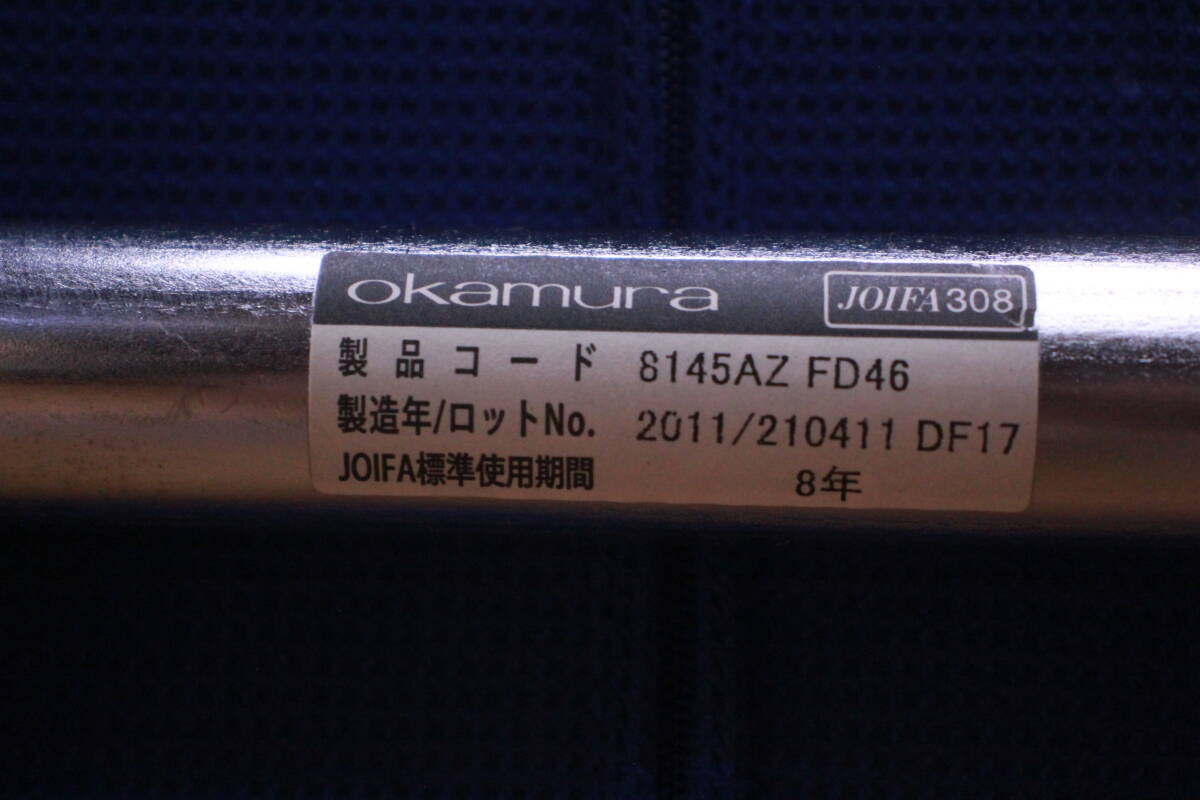 okamura JOIFA308
製品コード 8145AZ FD46
製造年/ロットNo. 2011/210411 DF17
JOIFA標準使用期間 8年